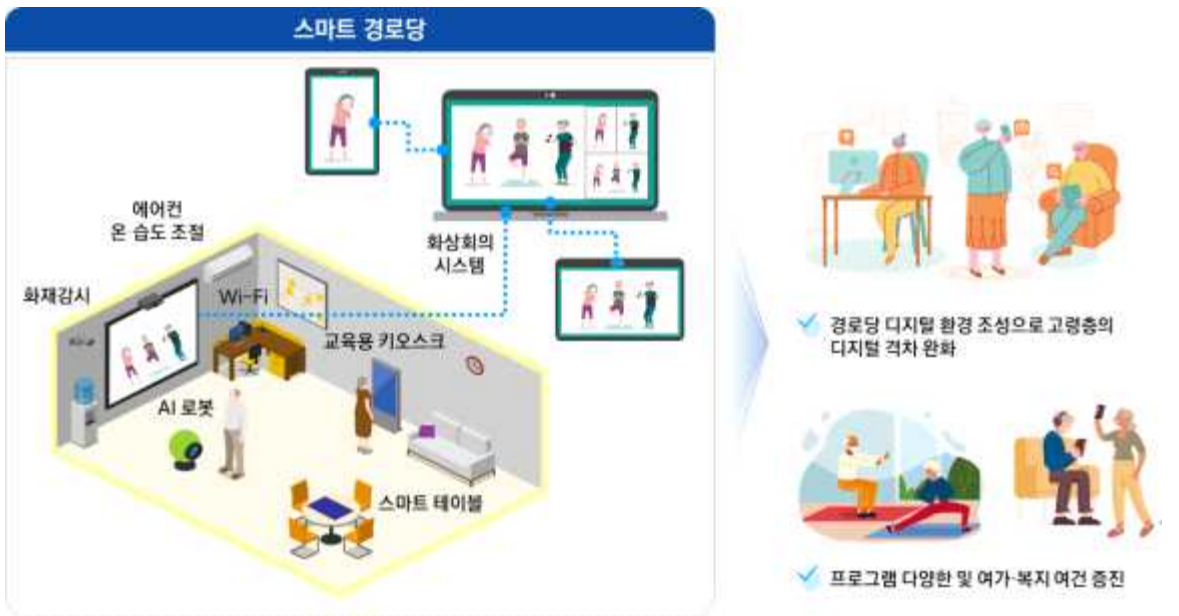 스마트 경로당
에어컨
온 습도 조절
화상회의
시스템
화재감시
Wi-Fi
교육용 키오스크
AI 로봇
스마트 테이블
경로당 디지털 환경 조성으로 고령층의
디지털 격차 완화
프로그램 다양한 및 여가·복지 여건 증진